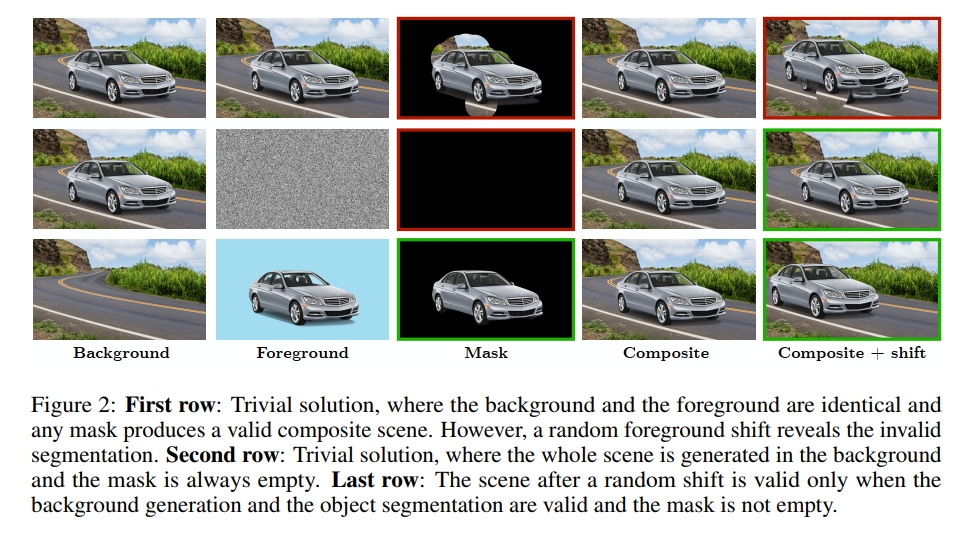 Background Foreground Mask Composite Composite + shift
Figure 2: First row: Trivial solution, where the background and the foreground are identical and
any mask produces a valid composite scene. However, a random foreground shift reveals the invalid
segmentation. Second row: Trivial solution, where the whole scene is generated in the background
and the mask is always empty. Last row: The scene after a random shift is valid only when the
background generation and the object segmentation are valid and the mask is not empty.